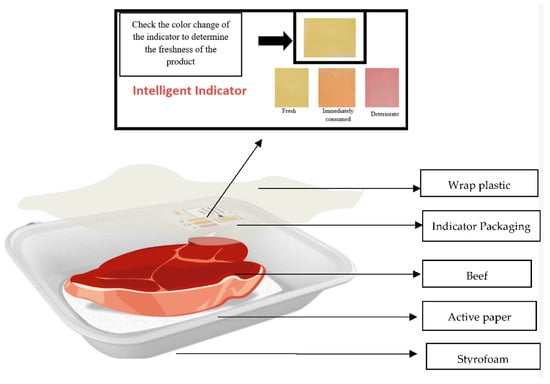 Check the color change of
the indicator to determine
the freshness of the
product
Intelligent Indicator
Fresh
Immediately
consumed
Deteriorate
Wrap plastic
Indicator Packaging
Beef
Active paper
Styrofoam